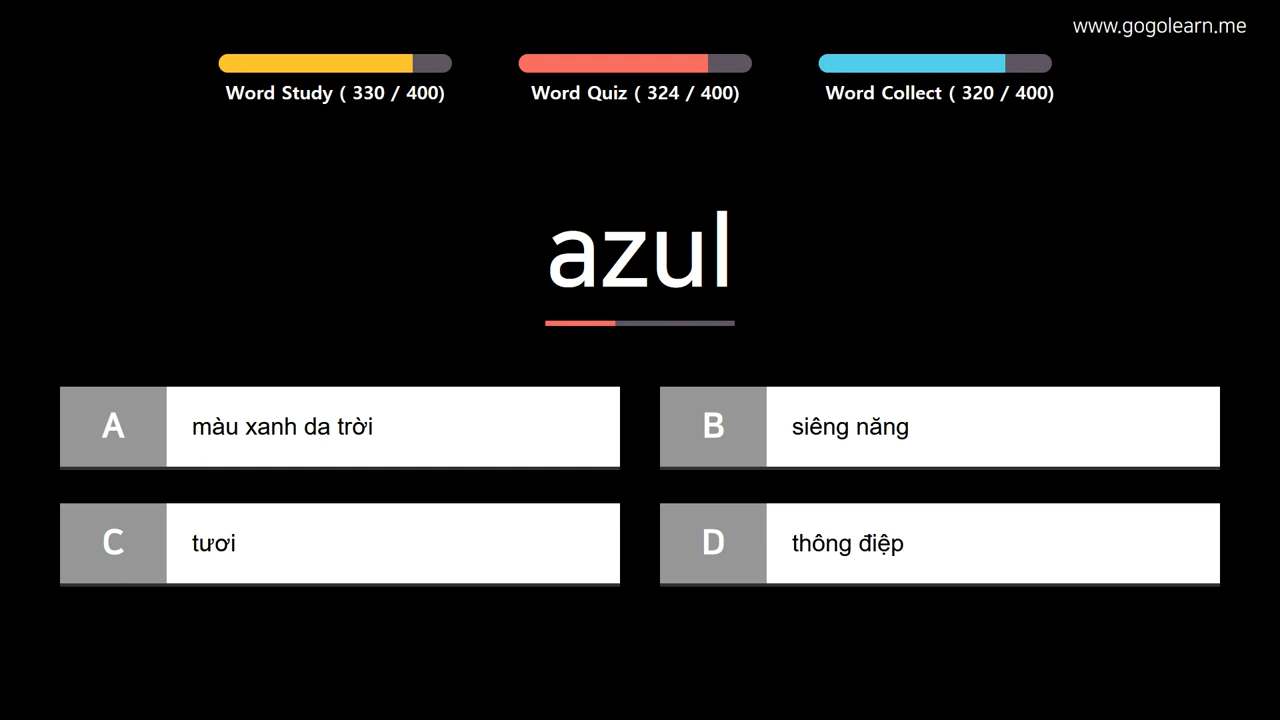 www.gogolearn.me
Word Study ( 330 / 400)
Word Quiz ( 324 / 400)
Word Collect ( 320 / 400)
azul
A
màu xanh da trời
B
siêng năng
C
tươi
D
thông điệp